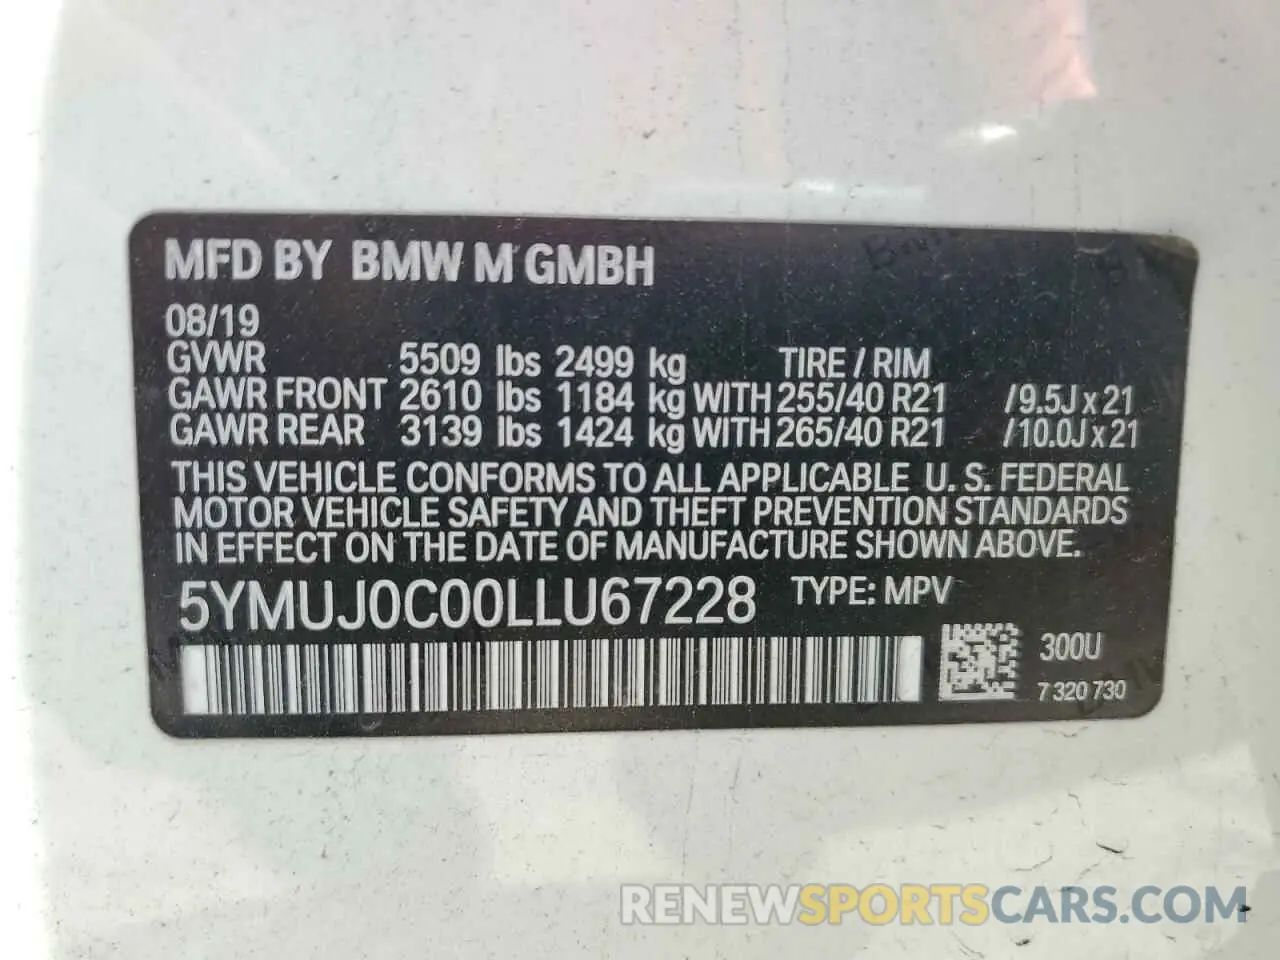 MFD BY BMW M GMBH
08/19
GVWR 5509 lbs 2499 kg TIRE / RIM
GAWR FRONT 2610 lbs 1184 kg WITH 255/40 R21 /9.5J x 21
GAWR REAR 3139 lbs 1424 kg WITH 265/40 R21 /10.0J x 21
THIS VEHICLE CONFORMS TO ALL APPLICABLE U. S. FEDERAL
MOTOR VEHICLE SAFETY AND THEFT PREVENTION STANDARDS
IN EFFECT ON THE DATE OF MANUFACTURE SHOWN ABOVE.
5YMUJ0C00LLU67228 TYPE: MPV
300U
7 320 730
RENEWSPORTSCARS.COM